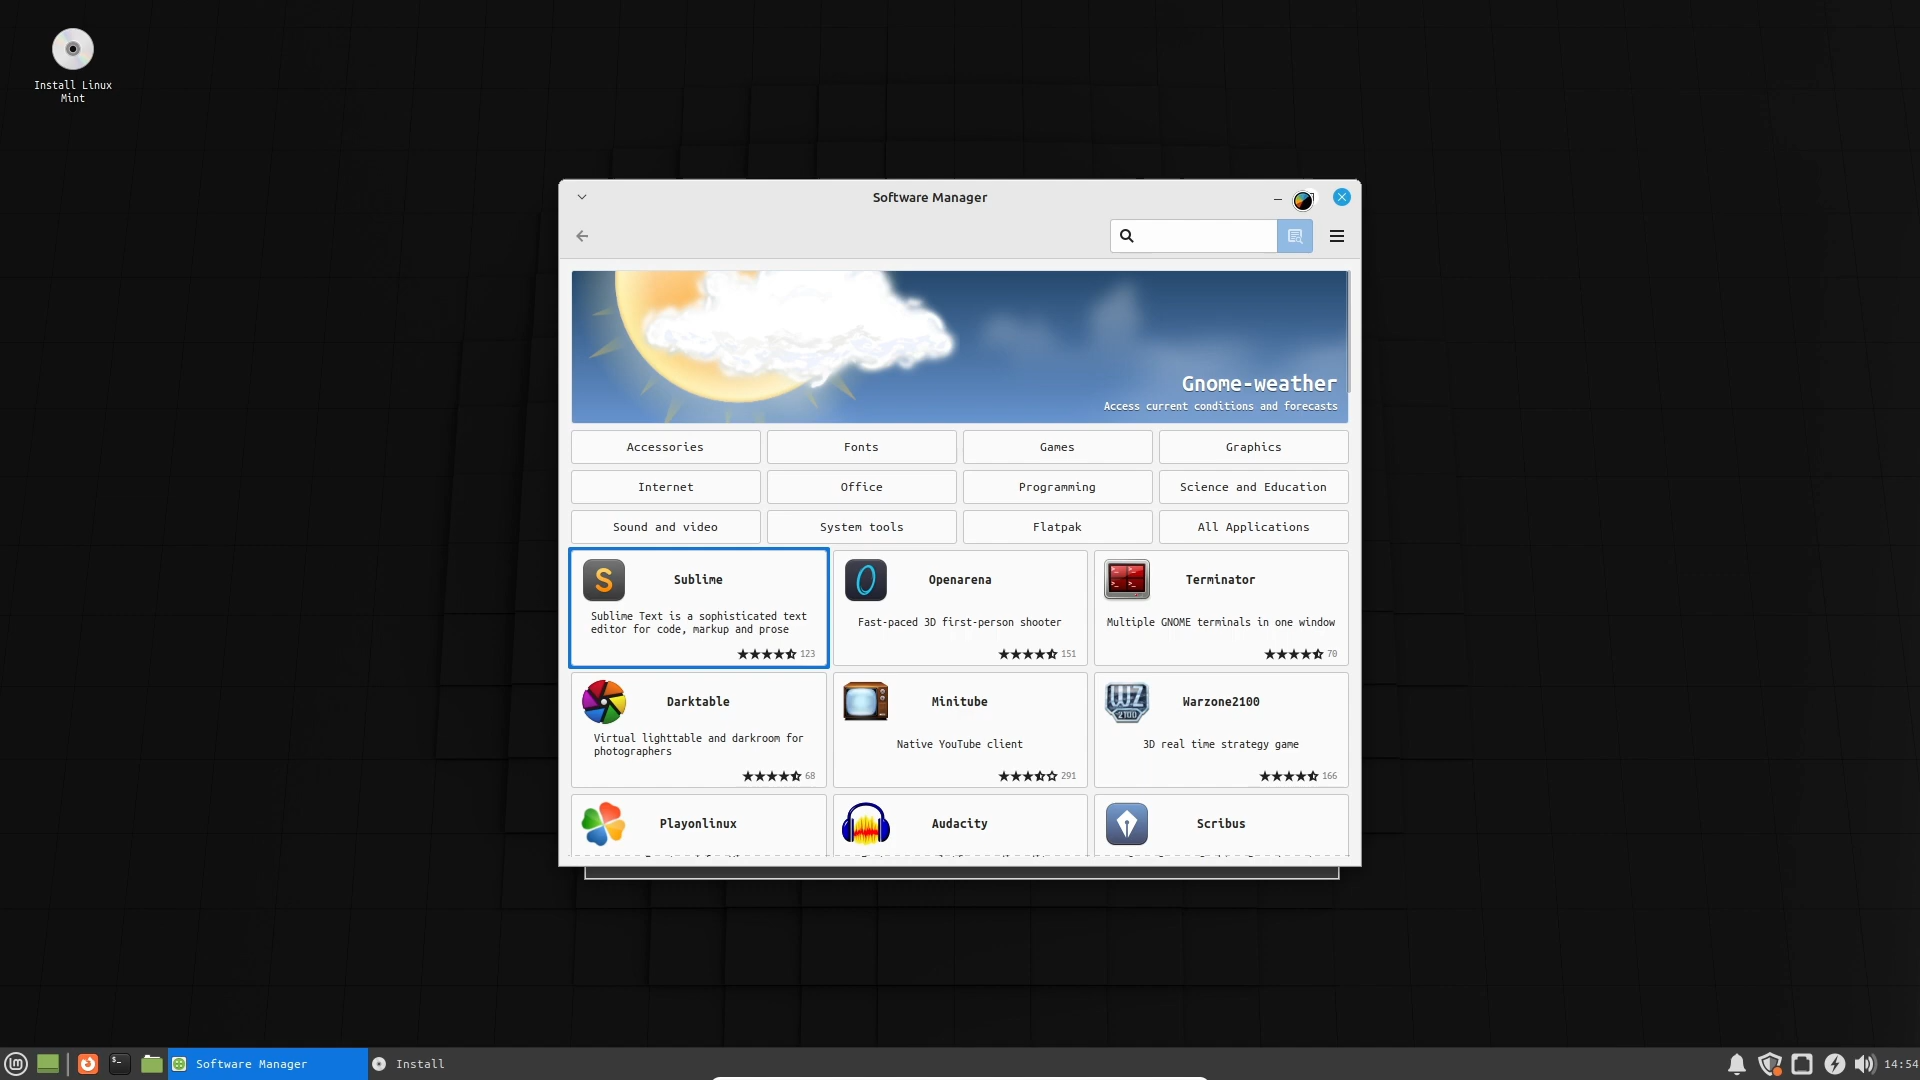 Install Linux
Mint
Software Manager
Gnome-weather
Access current conditions and forecasts
Accessories
Fonts
Games
Graphics
Internet
Office
Programming
Science and Education
Sound and video
System tools
Flatpak
All Applications
Sublime
Sublime Text is a sophisticated text
editor for code, markup and prose
123
Openarena
Fast-paced 3D first-person shooter
151
Terminator
Multiple GNOME terminals in one window
70
Darktable
Virtual lighttable and darkroom for
photographers
68
Minitube
Native YouTube client
291
WZ
2100
Warzone2100
3D real time strategy game
166
Playonlinux
Audacity
Scribus
Software Manager
Install
14:54